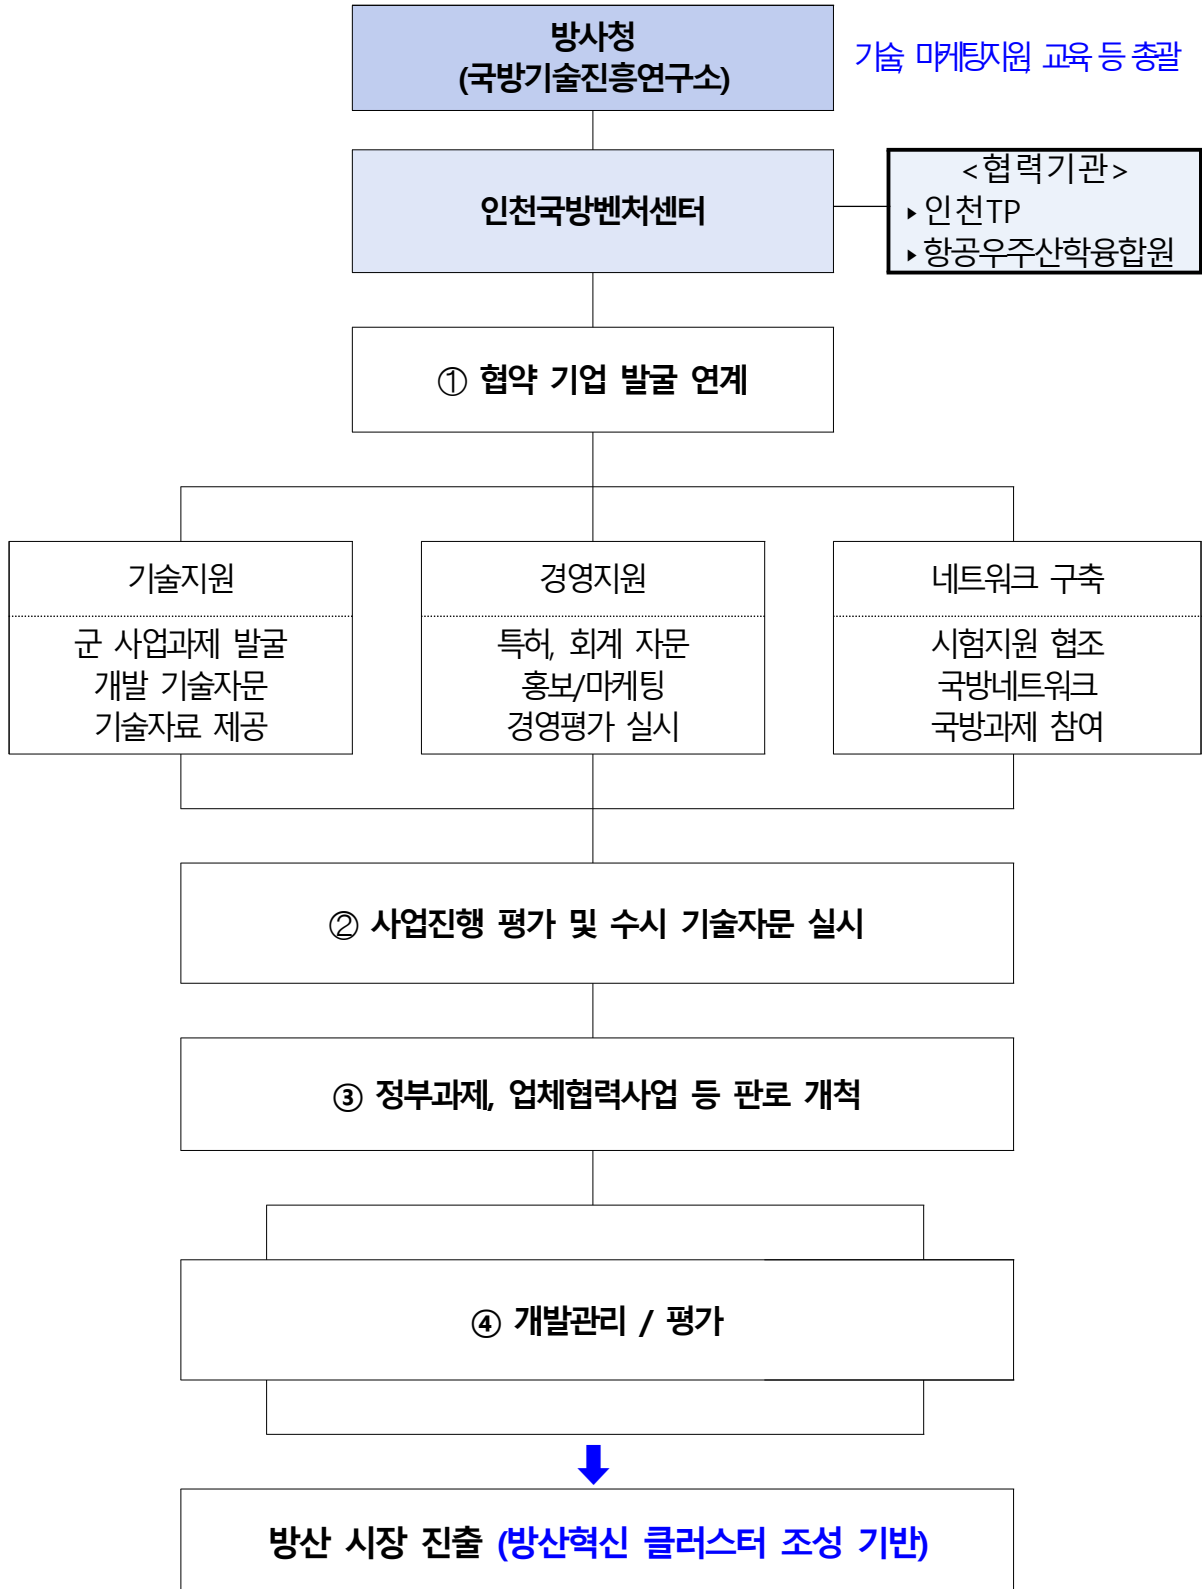 방사청
(국방기술진흥연구소)
기술, 마케팅지원, 교육 등 총괄
인천국방벤처센터
<협력기관>
▸인천TP
▸항공우주산학융합원
① 협약 기업 발굴 연계
기술지원
군 사업과제 발굴
개발 기술자문
기술자료 제공
경영지원
특허, 회계 자문
홍보/마케팅
경영평가 실시
네트워크 구축
시험지원 협조
국방네트워크
국방과제 참여
② 사업진행 평가 및 수시 기술자문 실시
③ 정부과제, 업체협력사업 등 판로 개척
④ 개발관리 / 평가
방산 시장 진출 (방산혁신 클러스터 조성 기반)